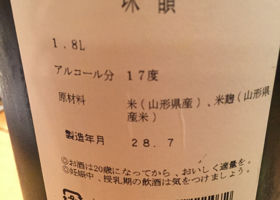 珠韻
1.8L
アルコール分 17度
原材料 米(山形県産)、米麹(山形県
産米)
製造年月 28.7
◎お酒は20歳になってから、おいしく適量を。
◎妊娠中、授乳期の飲酒は気をつけましょう。